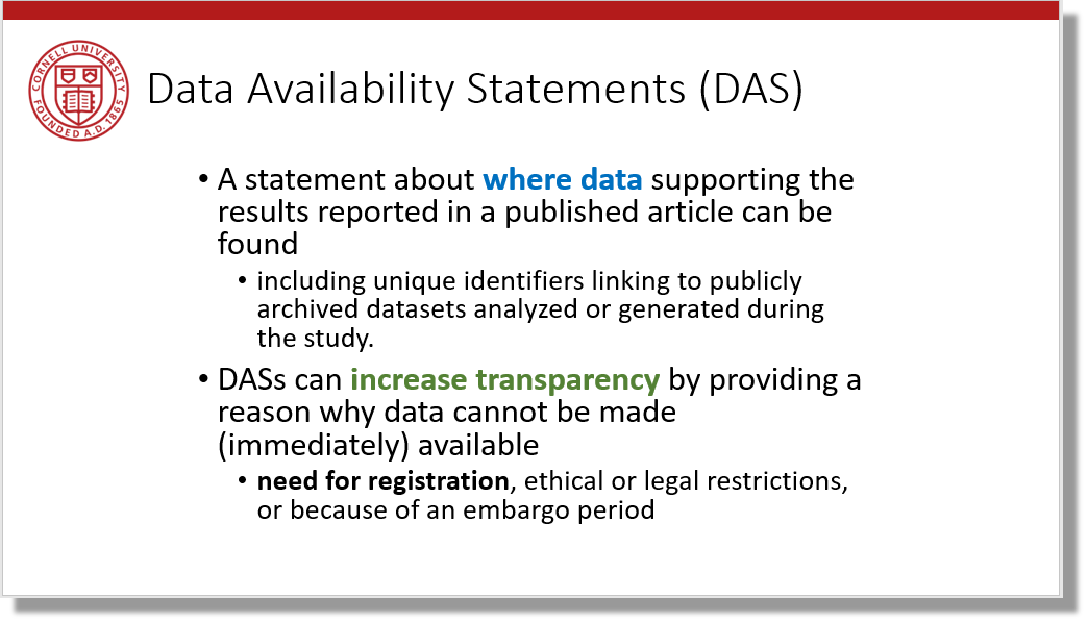 CORNELL UNIVERSITY
FOUNDED A.D. 1865
Data Availability Statements (DAS)
• A statement about where data supporting the
results reported in a published article can be
found
• including unique identifiers linking to publicly
archived datasets analyzed or generated during
the study.
• DASs can increase transparency by providing a
reason why data cannot be made
(immediately) available
• need for registration, ethical or legal restrictions,
or because of an embargo period